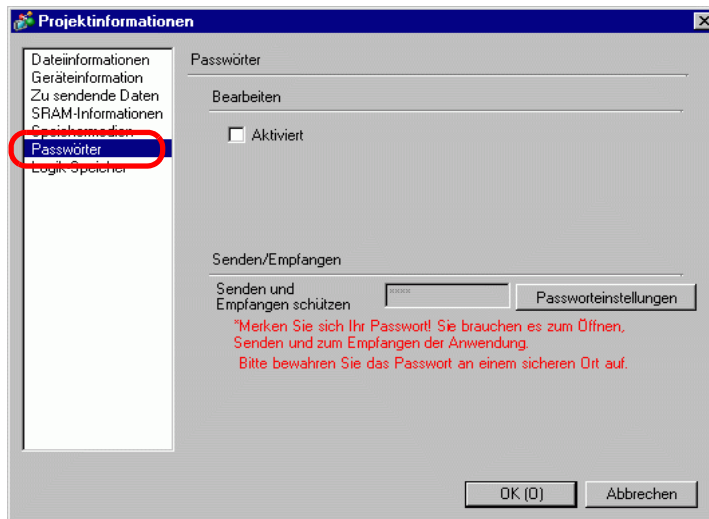 Projektinformationen
Dateiinformationen
Geräteinformation
Zu sendende Daten
SRAM-Informationen
Speichermedien
Passwörter
Logik-Speicher
Passwörter
Bearbeiten
Aktiviert
Senden/Empfangen
Senden und
Empfangen schützen
xxxx
Passworteinstellungen
*Merken Sie sich Ihr Passwort! Sie brauchen es zum Öffnen,
Senden und zum Empfangen der Anwendung.
Bitte bewahren Sie das Passwort an einem sicheren Ort auf.
OK (O)
Abbrechen